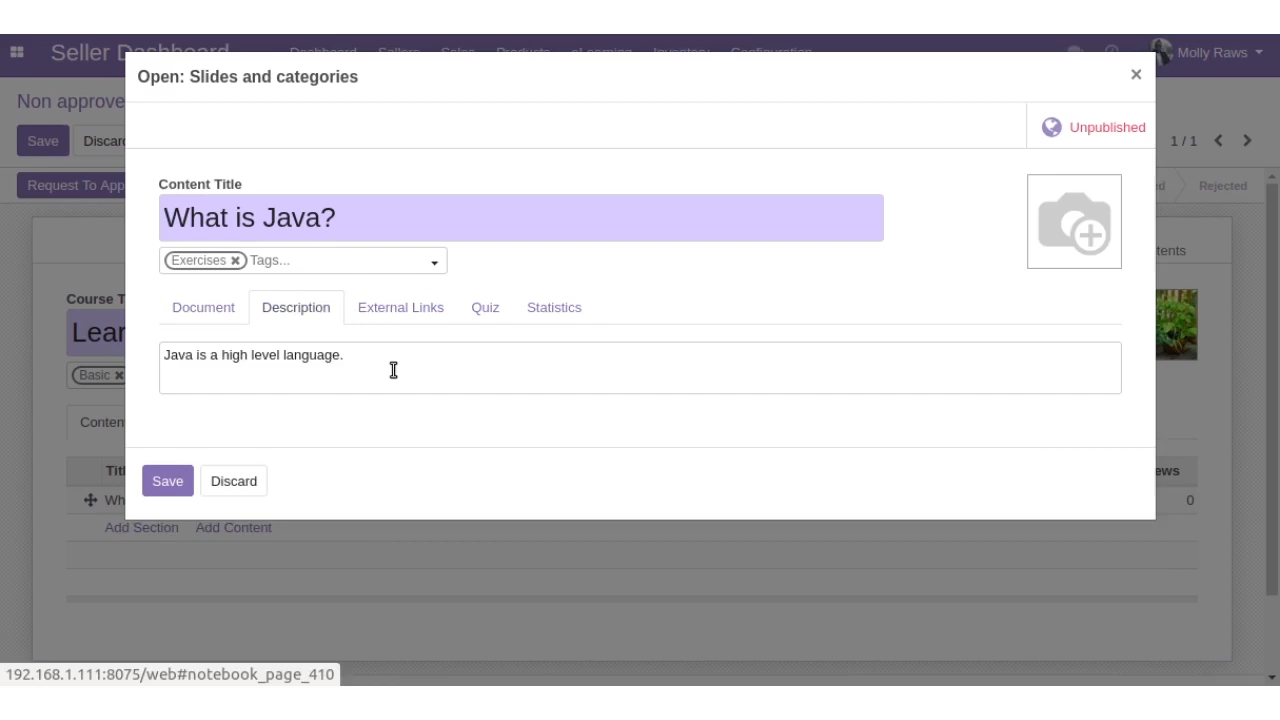 Seller Dashboard Dashboard Sellers Sales Products eLearning Inventory Configuration Molly Raws
Open: Slides and categories ×
Non approve
Unpublished
Save Discard 1 / 1
Request To App Rejected
Content Title
What is Java?
Exercises Tags...
tents
Document Description External Links Quiz Statistics
Course T
Lear
Java is a high level language.
Basic
Conten
Titl ews
Save Discard
Wh 0
Add Section Add Content
192.168.1.111:8075/web#notebook_page_410